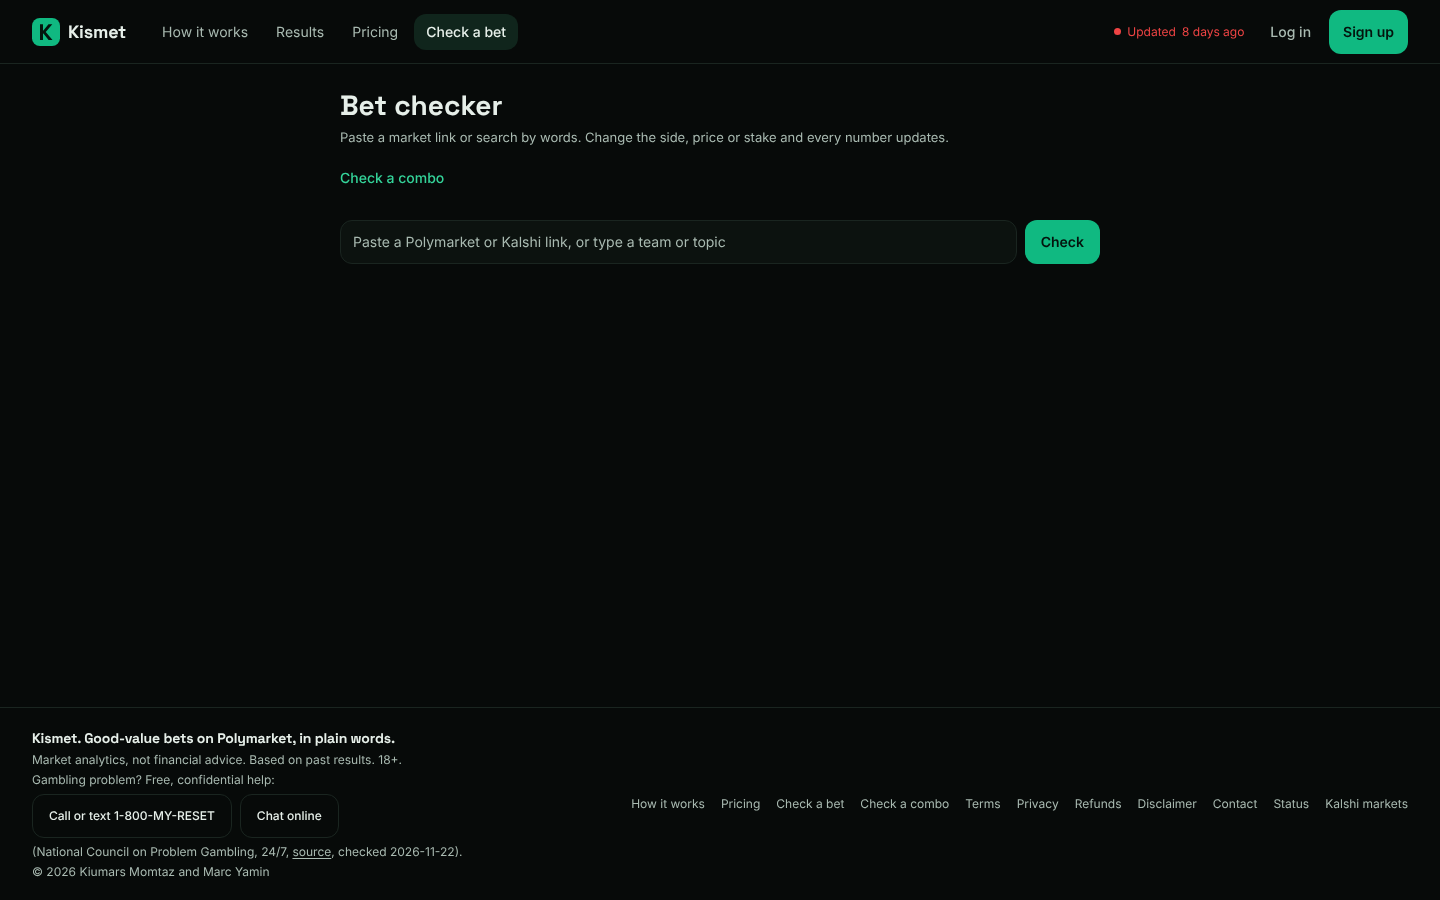 K Kismet How it works Results Pricing Check a bet Updated 8 days ago Log in Sign up
Bet checker
Paste a market link or search by words. Change the side, price or stake and every number updates.
Check a combo
Paste a Polymarket or Kalshi link, or type a team or topic Check
Kismet. Good-value bets on Polymarket, in plain words.
Market analytics, not financial advice. Based on past results. 18+.
Gambling problem? Free, confidential help:
Call or text 1-800-MY-RESET Chat online
(National Council on Problem Gambling, 24/7, source, checked 2026-11-22).
© 2026 Kiumars Momtaz and Marc Yamin
How it works Pricing Check a bet Check a combo Terms Privacy Refunds Disclaimer Contact Status Kalshi markets